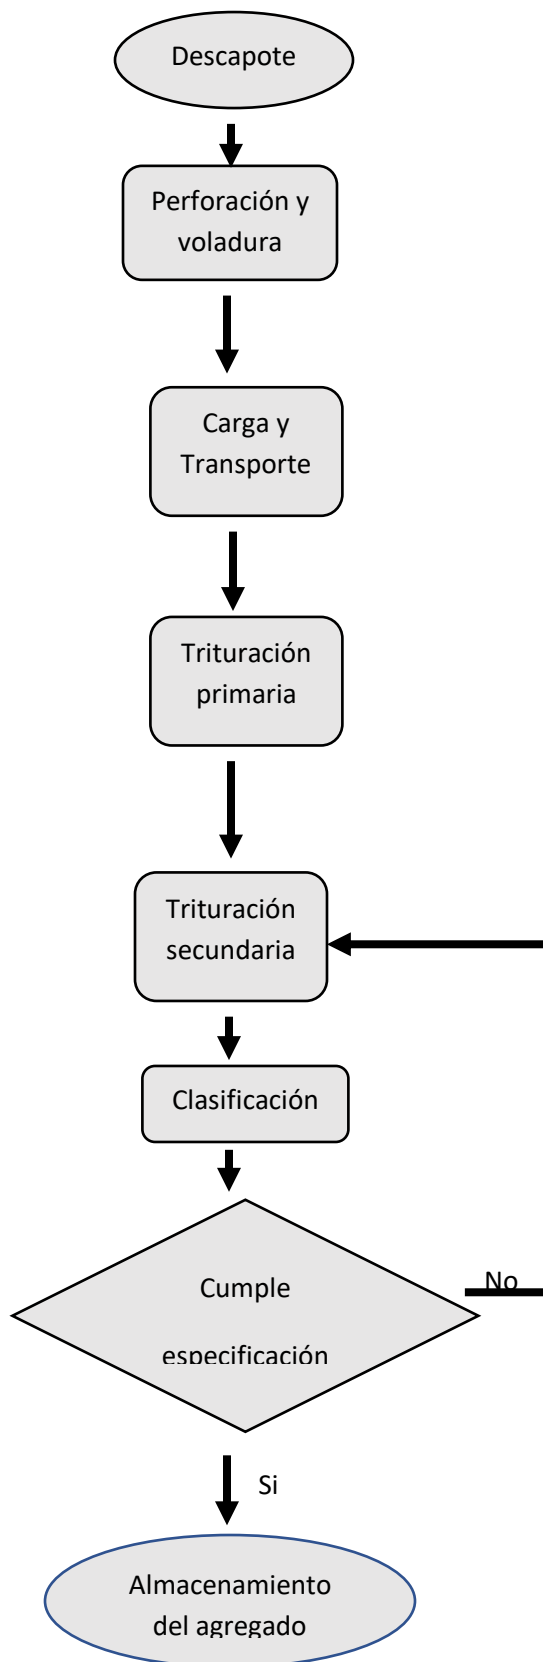 Descapote
Perforación y
voladura
Carga y
Transporte
Trituración
primaria
Trituración
secundaria
Clasificación
Cumple
especificación
No
Si
Almacenamiento
del agregado